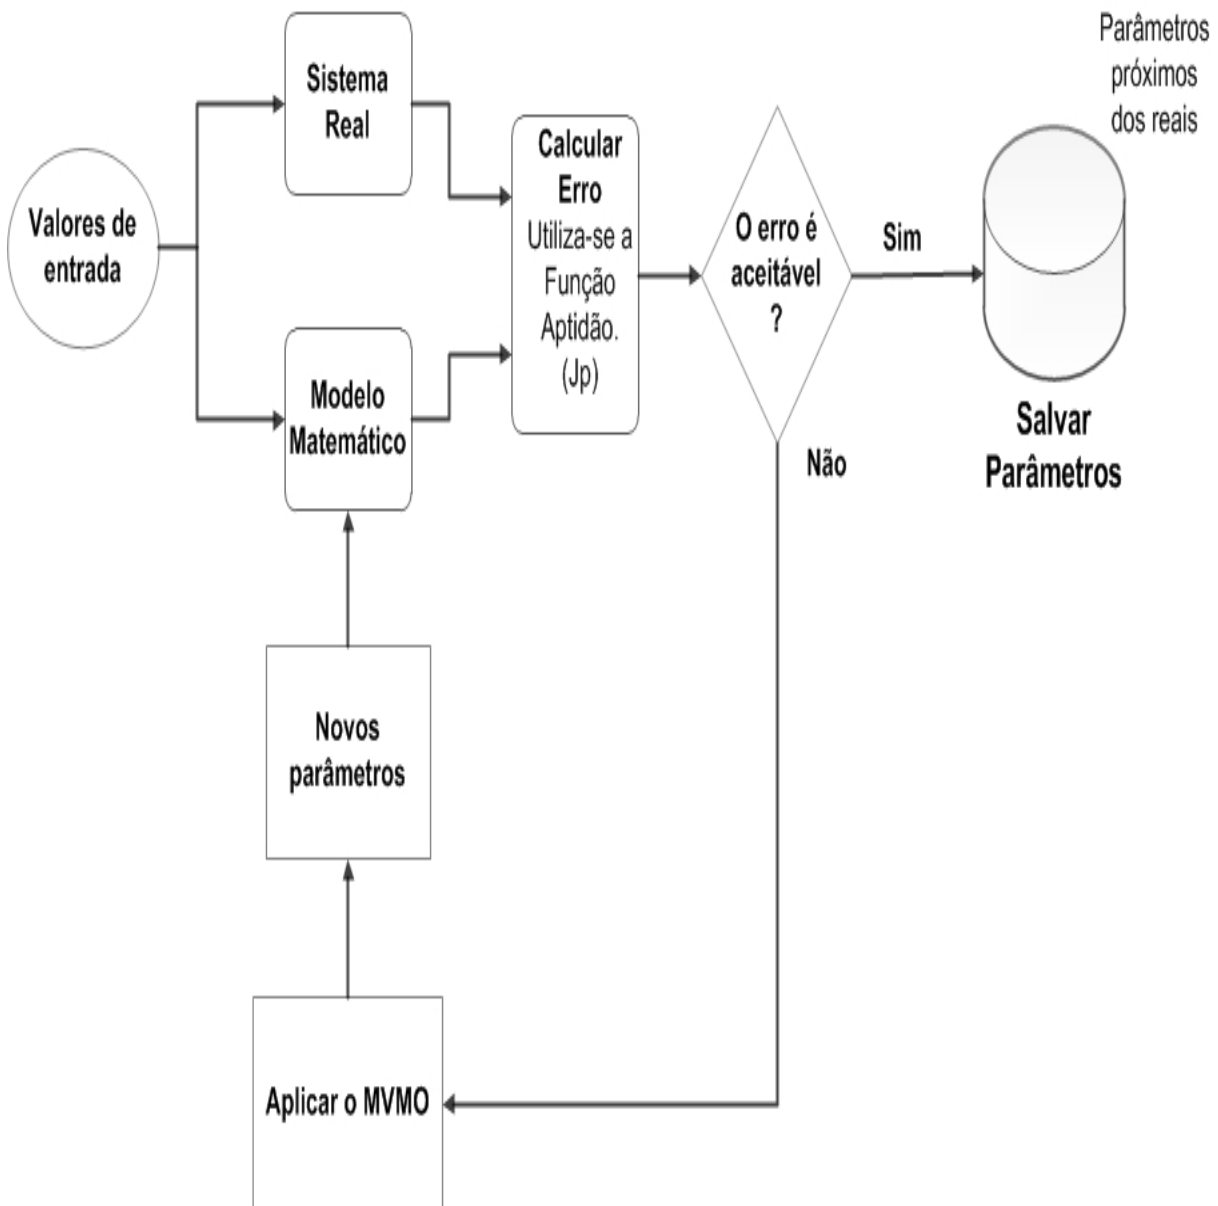 Valores de
entrada
Sistema
Real
Modelo
Matemático
Calcular
Erro
Utiliza-se a
Função
Aptidão.
(Jp)
O erro é
aceitável
?
Sim
Não
Parâmetros
próximos
dos reais
Salvar
Parâmetros
Novos
parâmetros
Aplicar o MVMO